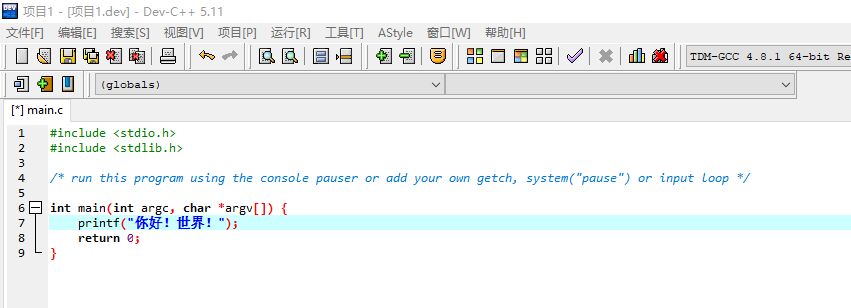 项目1 - [项目1.dev] - Dev-C++ 5.11
文件[F] 编辑[E] 搜索[S] 视图[V] 项目[P] 运行[R] 工具[T] AStyle 窗口[W] 帮助[H]
TDM-GCC 4.8.1 64-bit Re
(globals)
[*] main.c
1 #include <stdio.h>
2 #include <stdlib.h>
3
4 /* run this program using the console pauser or add your own getch, system("pause") or input loop */
5
6 int main(int argc, char *argv[]) {
7 printf("你好！世界！");
8 return 0;
9 }